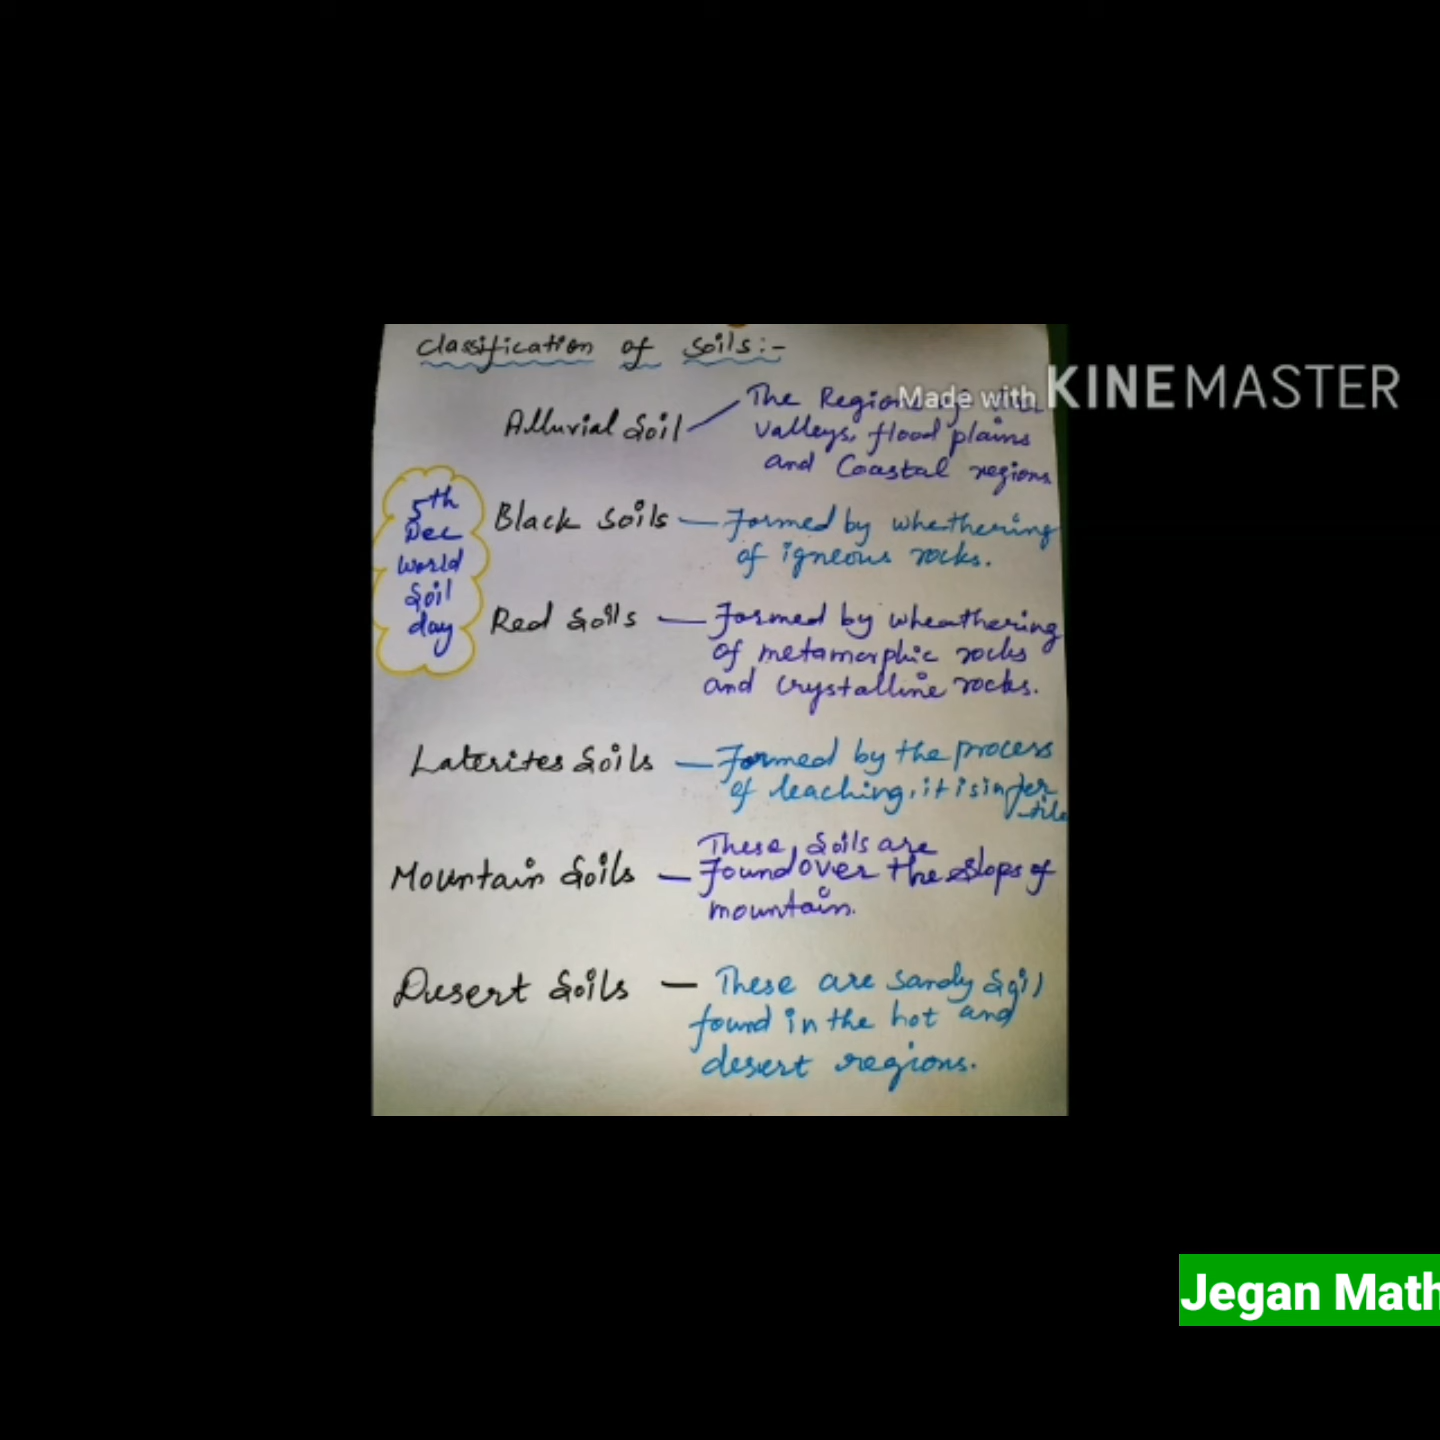 Classification of Soils:-
Made with KINEMASTER
Alluvial Soil
The Regions
valleys, flood plains
and Coastal regions
5th
Dec
world
Soil
day
Black Soils — Formed by wheathering
of igneous rocks.
Red Soils — Formed by wheathering
of metamorphic rocks
and Crystalline rocks.
Laterites Soils — Formed by the process
of leaching, it is infer
-tile
These Soils are
Mountain Soils — Found over the slops of
mountain.
Desert Soils — These are sandy Soil
found in the hot and
desert regions.
Jegan Math